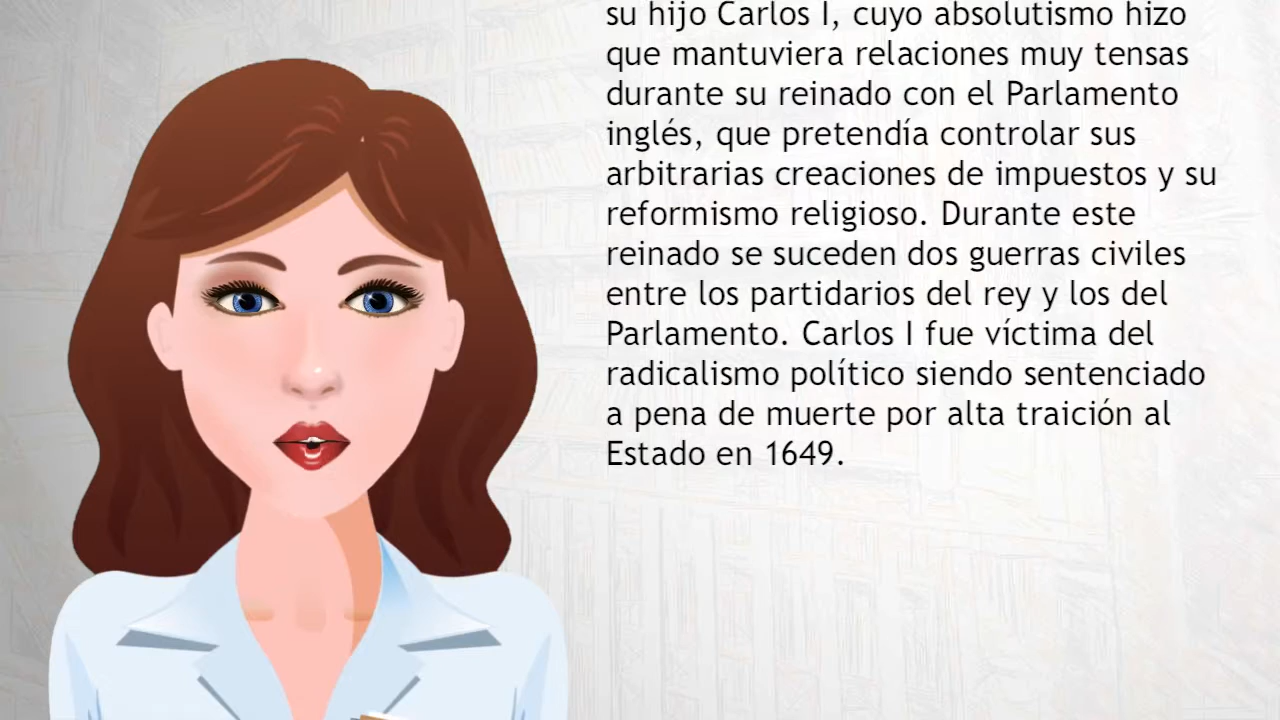 su hijo Carlos I, cuyo absolutismo hizo
que mantuviera relaciones muy tensas
durante su reinado con el Parlamento
inglés, que pretendía controlar sus
arbitrarias creaciones de impuestos y su
reformismo religioso. Durante este
reinado se suceden dos guerras civiles
entre los partidarios del rey y los del
Parlamento. Carlos I fue víctima del
radicalismo político siendo sentenciado
a pena de muerte por alta traición al
Estado en 1649.